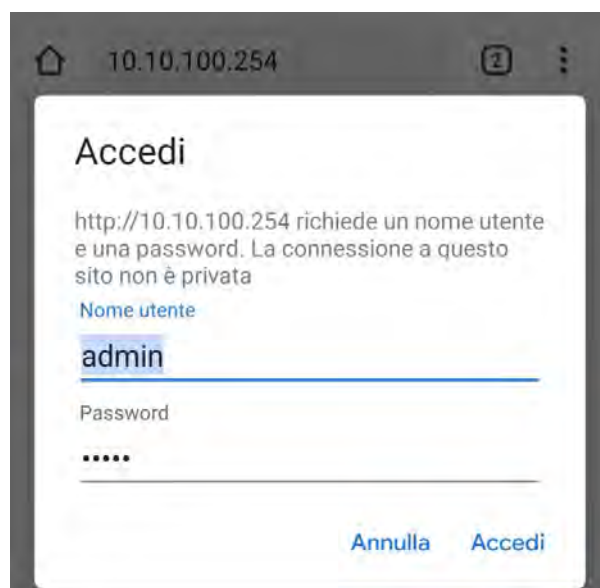 10.10.100.254
2
Accedi
http://10.10.100.254 richiede un nome utente
e una password. La connessione a questo
sito non è privata
Nome utente
admin
Password
•••••
Annulla Accedi